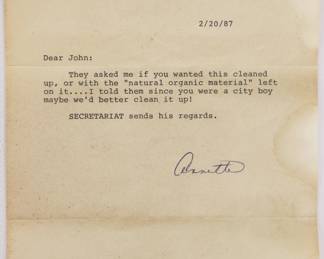 2/20/87
Dear John:
They asked me if you wanted this cleaned
up, or with the "natural organic material" left
on it....I told them since you were a city boy
maybe we'd better clean it up!
SECRETARIAT sends his regards.
Annette